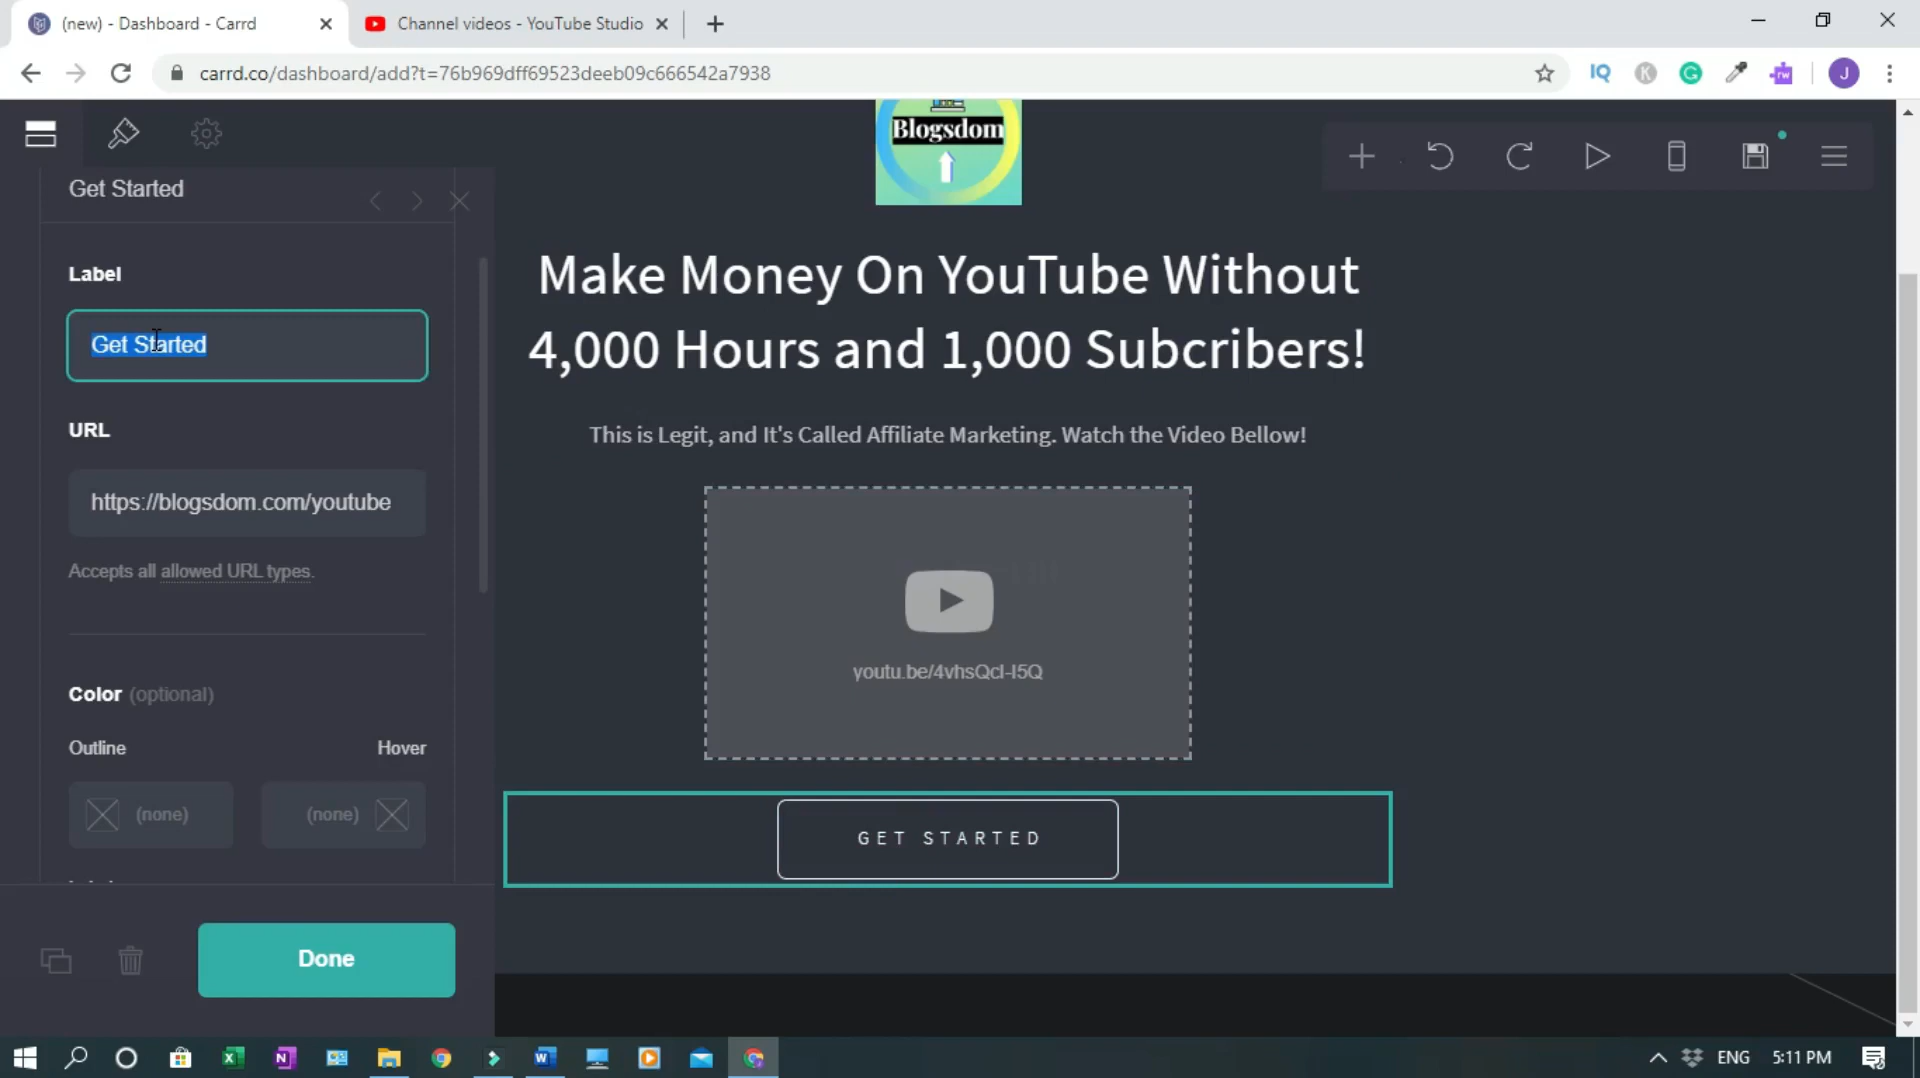 (new) - Dashboard - Carrd
Channel videos - YouTube Studio
carrd.co/dashboard/add?t=76b969dff69523deeb09c666542a7938
IQ
K
G
rw
J
Get Started
Label
Get Started
URL
https://blogsdom.com/youtube
Accepts all allowed URL types.
Color (optional)
Outline
Hover
(none)
(none)
Done
Blogsdom
Make Money On YouTube Without
4,000 Hours and 1,000 Subcribers!
This is Legit, and It's Called Affiliate Marketing. Watch the Video Bellow!
youtu.be/4vhsQcI-I5Q
GET STARTED
ENG
5:11 PM